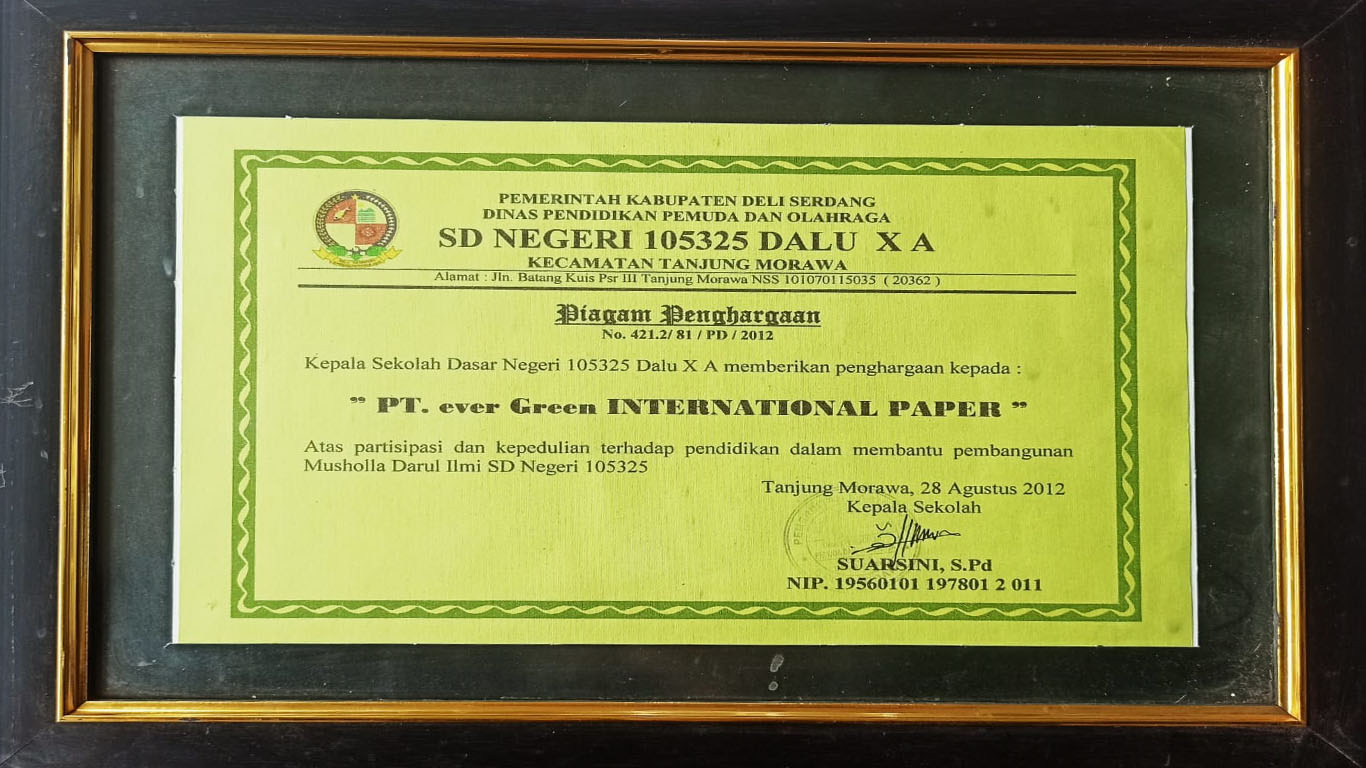 PEMERINTAH KABUPATEN DELI SERDANG
DINAS PENDIDIKAN PEMUDA DAN OLAHRAGA
SD NEGERI 105325 DALU X A
KECAMATAN TANJUNG MORAWA
Alamat : Jln. Batang Kuis Psr III Tanjung Morawa NSS 101070115035 ( 20362 )
Piagam Penghargaan
No. 421.2/ 81 / PD / 2012
Kepala Sekolah Dasar Negeri 105325 Dalu X A memberikan penghargaan kepada :
” PT. ever Green INTERNATIONAL PAPER ”
Atas partisipasi dan kepedulian terhadap pendidikan dalam membantu pembangunan
Musholla Darul Ilmi SD Negeri 105325
Tanjung Morawa, 28 Agustus 2012
Kepala Sekolah
SUARSINI, S.Pd
NIP. 19560101 197801 2 011